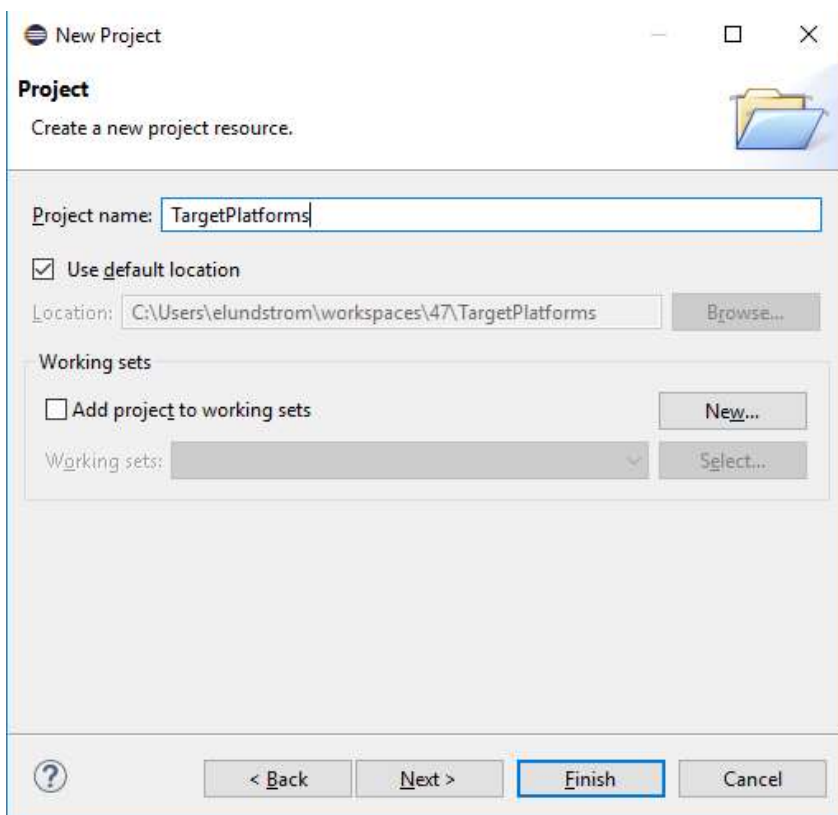 New Project
Project
Create a new project resource.
Project name: TargetPlatforms
Use default location
Location: C:\Users\elundstrom\workspaces\47\TargetPlatforms Browse...
Working sets
Add project to working sets New...
Working sets: Select...
? < Back Next > Finish Cancel